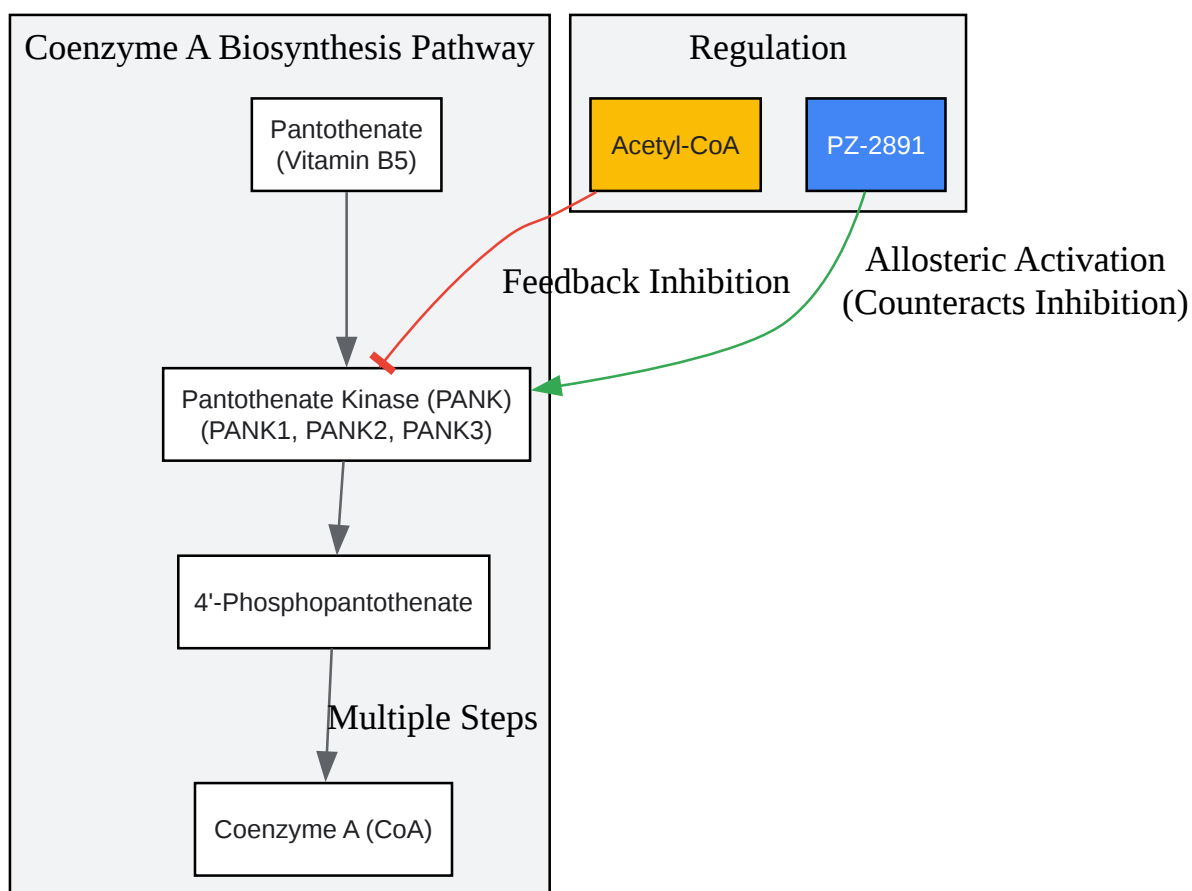 Coenzyme A Biosynthesis Pathway
Regulation
Pantothenate
(Vitamin B5)
Acetyl-CoA
PZ-2891
Feedback Inhibition
Allosteric Activation
(Counteracts Inhibition)
Pantothenate Kinase (PANK)
(PANK1, PANK2, PANK3)
4'-Phosphopantothenate
Multiple Steps
Coenzyme A (CoA)